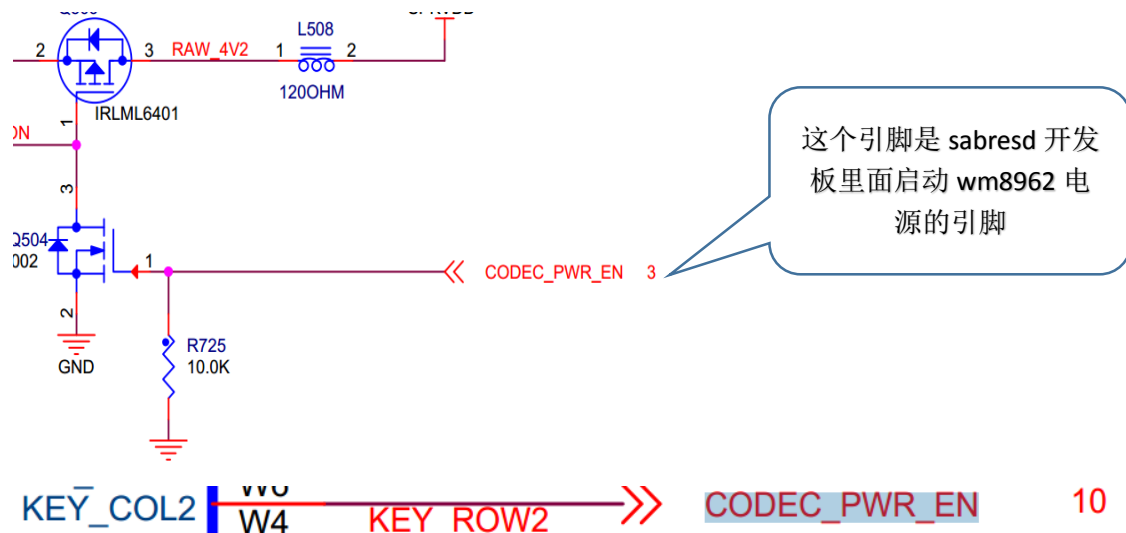 L508
2
3
RAW_4V2
1
2
120OHM
1
IRLML6401
这个引脚是 sabresd 开发
板里面启动 wm8962 电
源的引脚
3
Q504
002
1
CODEC_PWR_EN 3
2
GND
R725
10.0K
KEY_COL2
W4
KEY_ROW2
CODEC_PWR_EN
10